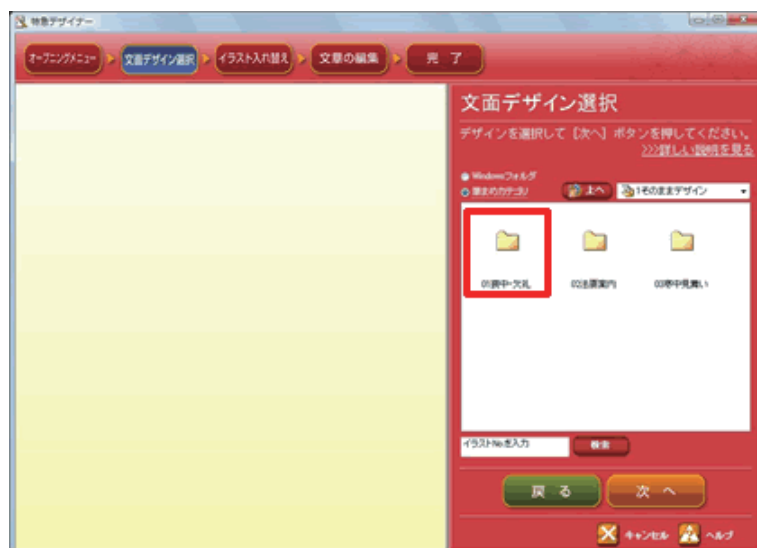 特急デザイナー
オープニングメニュー 文面デザイン選択 イラスト入れ替え 文章の編集 完了
文面デザイン選択
デザインを選択して［次へ］ボタンを押してください。
>>>詳しい説明を見る
Windowsフォルダ
筆まめカテゴリ 上へ 1そのままデザイン
01喪中・欠礼 02法要案内 03寒中見舞い
イラストNo.を入力 検索
戻る 次へ
キャンセル ヘルプ